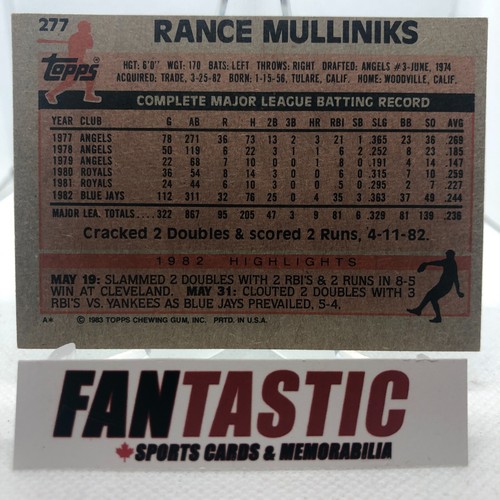 277
RANCE MULLINIKS
topps
HGT: 6'0" WGT: 170 BATS: LEFT THROWS: RIGHT DRAFTED: ANGELS #3-JUNE, 1974
ACQUIRED: TRADE, 3-25-82 BORN: 1-15-56, TULARE, CALIF. HOME: WOODVILLE, CALIF.
COMPLETE MAJOR LEAGUE BATTING RECORD
YEAR CLUB G AB R H 2B 3B HR RBI SB SLG BB SO AVG
1977 ANGELS 78 271 36 73 13 2 3 21 1 .365 23 36 .269
1978 ANGELS 50 119 6 22 3 1 1 6 2 .252 8 23 .185
1979 ANGELS 22 68 7 10 0 0 1 8 0 .191 4 14 .147
1980 ROYALS 36 54 8 14 3 0 0 6 0 .315 7 10 .259
1981 ROYALS 24 44 6 10 3 0 0 5 0 .295 2 7 .227
1982 BLUE JAYS 112 311 32 76 25 0 4 35 3 .363 37 49 .244
MAJOR LEA. TOTALS.... 322 867 95 205 47 3 9 81 6 .329 81 139 .236
Cracked 2 Doubles & scored 2 Runs, 4-11-82.
1982 HIGHLIGHTS
MAY 19: SLAMMED 2 DOUBLES WITH 2 RBI'S & 2 RUNS IN 8-5
WIN AT CLEVELAND. MAY 31: CLOUTED 2 DOUBLES WITH 3
RBI'S VS. YANKEES AS BLUE JAYS PREVAILED, 5-4.
A* © 1983 TOPPS CHEWING GUM, INC. PRTD. IN U.S.A.
FANTASTIC
SPORTS CARDS & MEMORABILIA